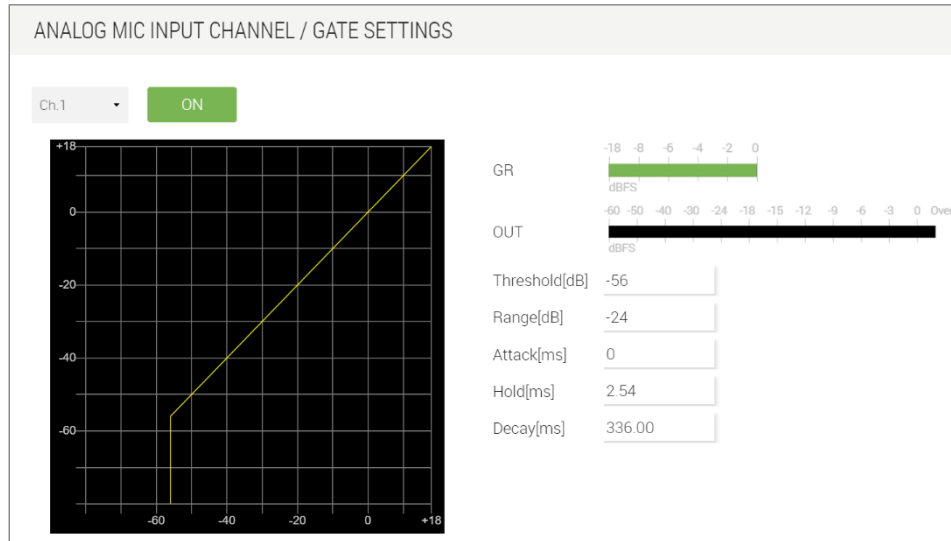 ANALOG MIC INPUT CHANNEL / GATE SETTINGS
Ch.1
ON
+18
0
-20
-40
-60
-60 -40 -20 0 +18
GR
-18 -8 -6 -4 -2 0
dBFS
OUT
-60 -50 -40 -30 -24 -18 -15 -12 -9 -6 -3 0 Over
dBFS
Threshold[dB] -56
Range[dB] -24
Attack[ms] 0
Hold[ms] 2.54
Decay[ms] 336.00